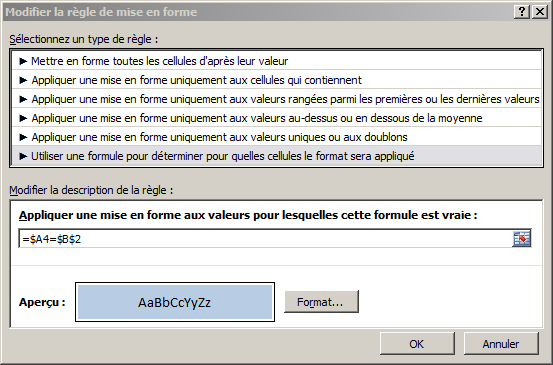 Modifier la règle de mise en forme
Sélectionnez un type de règle :
► Mettre en forme toutes les cellules d'après leur valeur
► Appliquer une mise en forme uniquement aux cellules qui contiennent
► Appliquer une mise en forme uniquement aux valeurs rangées parmi les premières ou les dernières valeurs
► Appliquer une mise en forme uniquement aux valeurs au-dessus ou en dessous de la moyenne
► Appliquer une mise en forme uniquement aux valeurs uniques ou aux doublons
► Utiliser une formule pour déterminer pour quelles cellules le format sera appliqué
Modifier la description de la règle :
Appliquer une mise en forme aux valeurs pour lesquelles cette formule est vraie :
=$A4=$B$2
Aperçu :
AaBbCcYyZz
Format...
OK
Annuler